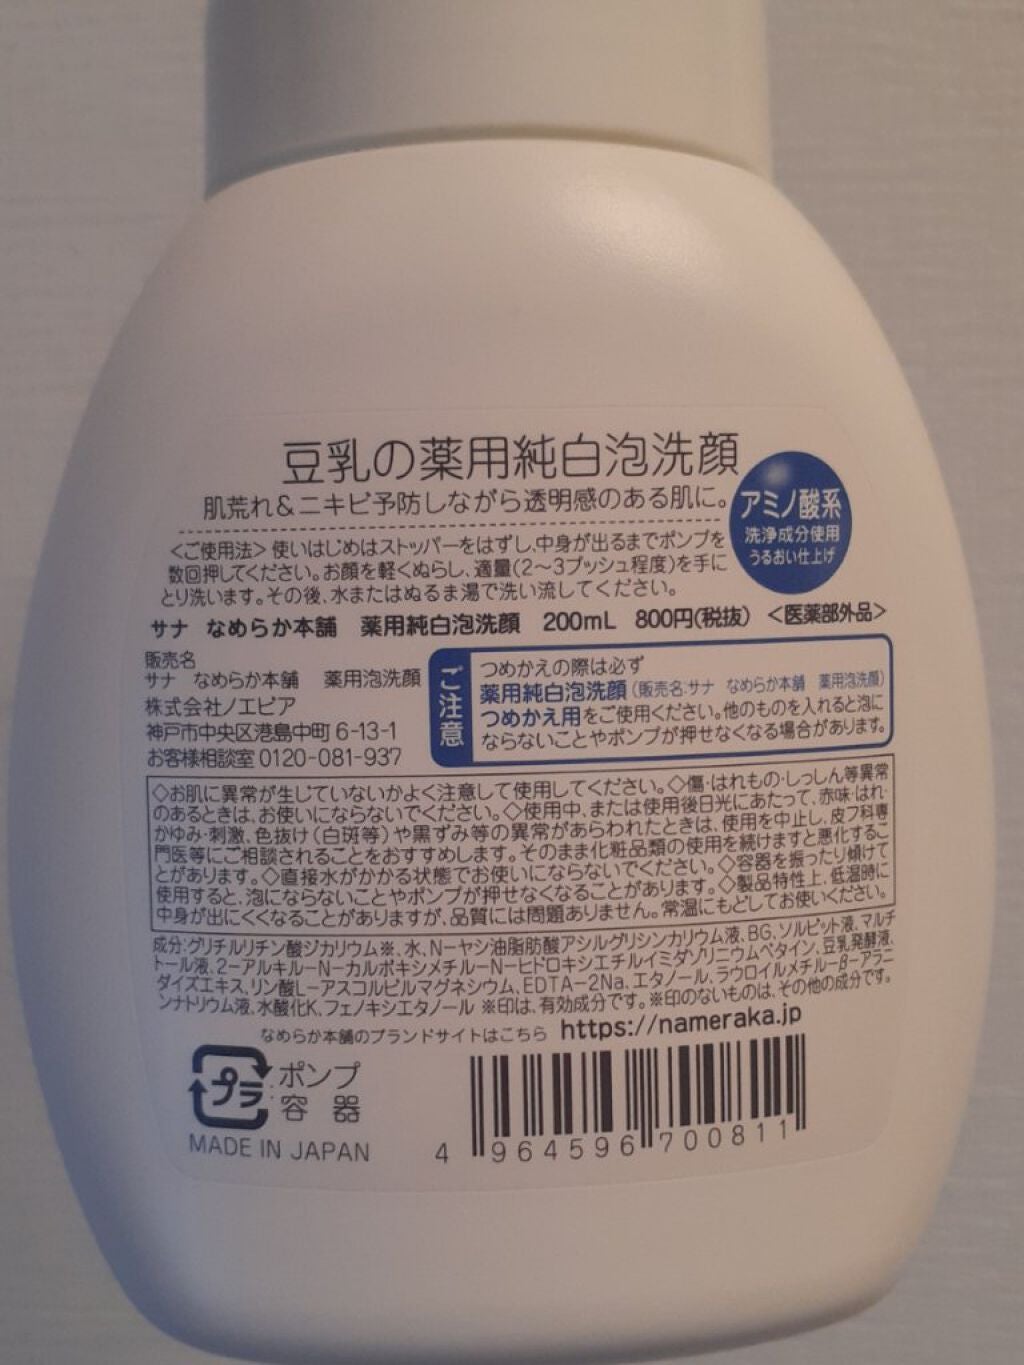 豆乳の薬用純白泡洗顔
肌荒れ&ニキビ予防しながら透明感のある肌に。
アミノ酸系
洗浄成分使用
うるおい仕上げ
<ご使用法>使いはじめはストッパーをはずし、中身が出るまでポンプを
数回押してください。お顔を軽くぬらし、適量(2〜3プッシュ程度)を手に
とり洗います。その後、水またはぬるま湯で洗い流してください。
サナ なめらか本舗 薬用純白泡洗顔 200mL 800円(税抜) <医薬部外品>
販売名
サナ なめらか本舗 薬用泡洗顔
株式会社ノエビア
神戸市中央区港島中町6-13-1
お客様相談室0120-081-937
ご注意
つめかえの際は必ず
薬用純白泡洗顔(販売名:サナ なめらか本舗 薬用泡洗顔)
つめかえ用をご使用ください。他のものを入れると泡に
ならないことやポンプが押せなくなる場合があります。
◇お肌に異常が生じていないかよく注意して使用してください。◇傷・はれもの・しっしん等異常
のあるときは、お使いにならないでください。◇使用中、または使用後日光にあたって、赤味・はれ・
かゆみ・刺激、色抜け(白斑等)や黒ずみ等の異常があらわれたときは、使用を中止し、皮フ科専
門医等にご相談されることをおすすめします。そのまま化粧品類の使用を続けますと悪化するこ
とがあります。◇直接水がかかる状態でお使いにならないでください。◇容器を振ったり傾けて
使用すると、泡にならないことやポンプが押せなくなることがあります。◇製品特性上、低温時に
中身が出にくくなることがありますが、品質には問題ありません。常温にもどしてお使いください。
成分:グリチルリチン酸ジカリウム※、水、N-ヤシ油脂肪酸アシルグリシンカリウム液、BG、ソルビット液、マルチ
トール液、2-アルキル-N-カルボキシメチル-N-ヒドロキシエチルイミダゾリニウムベタイン、豆乳発酵液、
ダイズエキス、リン酸L-アスコルビルマグネシウム、EDTA-2Na、エタノール、ラウロイルメチル-β-アラニ
ンナトリウム液、水酸化K、フェノキシエタノール ※印は、有効成分です。※印のないものは、その他の成分です。
なめらか本舗のブランドサイトはこちら https://nameraka.jp
プラ
ポンプ
容器
MADE IN JAPAN
4 964596 700811